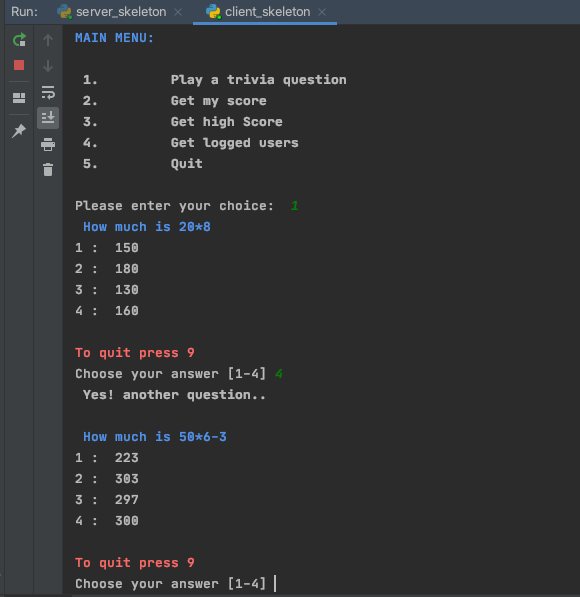 Run: server_skeleton × client_skeleton ×
MAIN MENU:
1. Play a trivia question
2. Get my score
3. Get high Score
4. Get logged users
5. Quit
Please enter your choice: 1
How much is 20*8
1 : 150
2 : 180
3 : 130
4 : 160
To quit press 9
Choose your answer [1-4] 4
Yes! another question..
How much is 50*6-3
1 : 223
2 : 303
3 : 297
4 : 300
To quit press 9
Choose your answer [1-4]